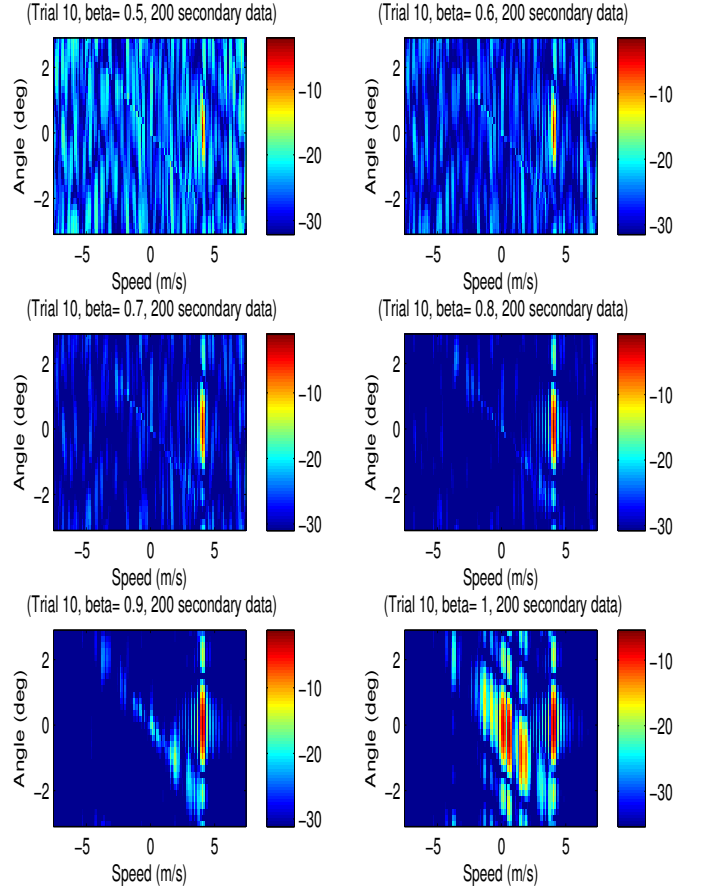 (Trial 10, beta= 0.5, 200 secondary data)
Angle (deg)
2
0
−2
−5 0 5
Speed (m/s)
−10
−20
−30
(Trial 10, beta= 0.6, 200 secondary data)
Angle (deg)
2
0
−2
−5 0 5
Speed (m/s)
−10
−20
−30
(Trial 10, beta= 0.7, 200 secondary data)
Angle (deg)
2
0
−2
−5 0 5
Speed (m/s)
−10
−20
−30
(Trial 10, beta= 0.8, 200 secondary data)
Angle (deg)
2
0
−2
−5 0 5
Speed (m/s)
−10
−20
−30
(Trial 10, beta= 0.9, 200 secondary data)
Angle (deg)
2
0
−2
−5 0 5
Speed (m/s)
−10
−20
−30
(Trial 10, beta= 1, 200 secondary data)
Angle (deg)
2
0
−2
−5 0 5
Speed (m/s)
−10
−20
−30